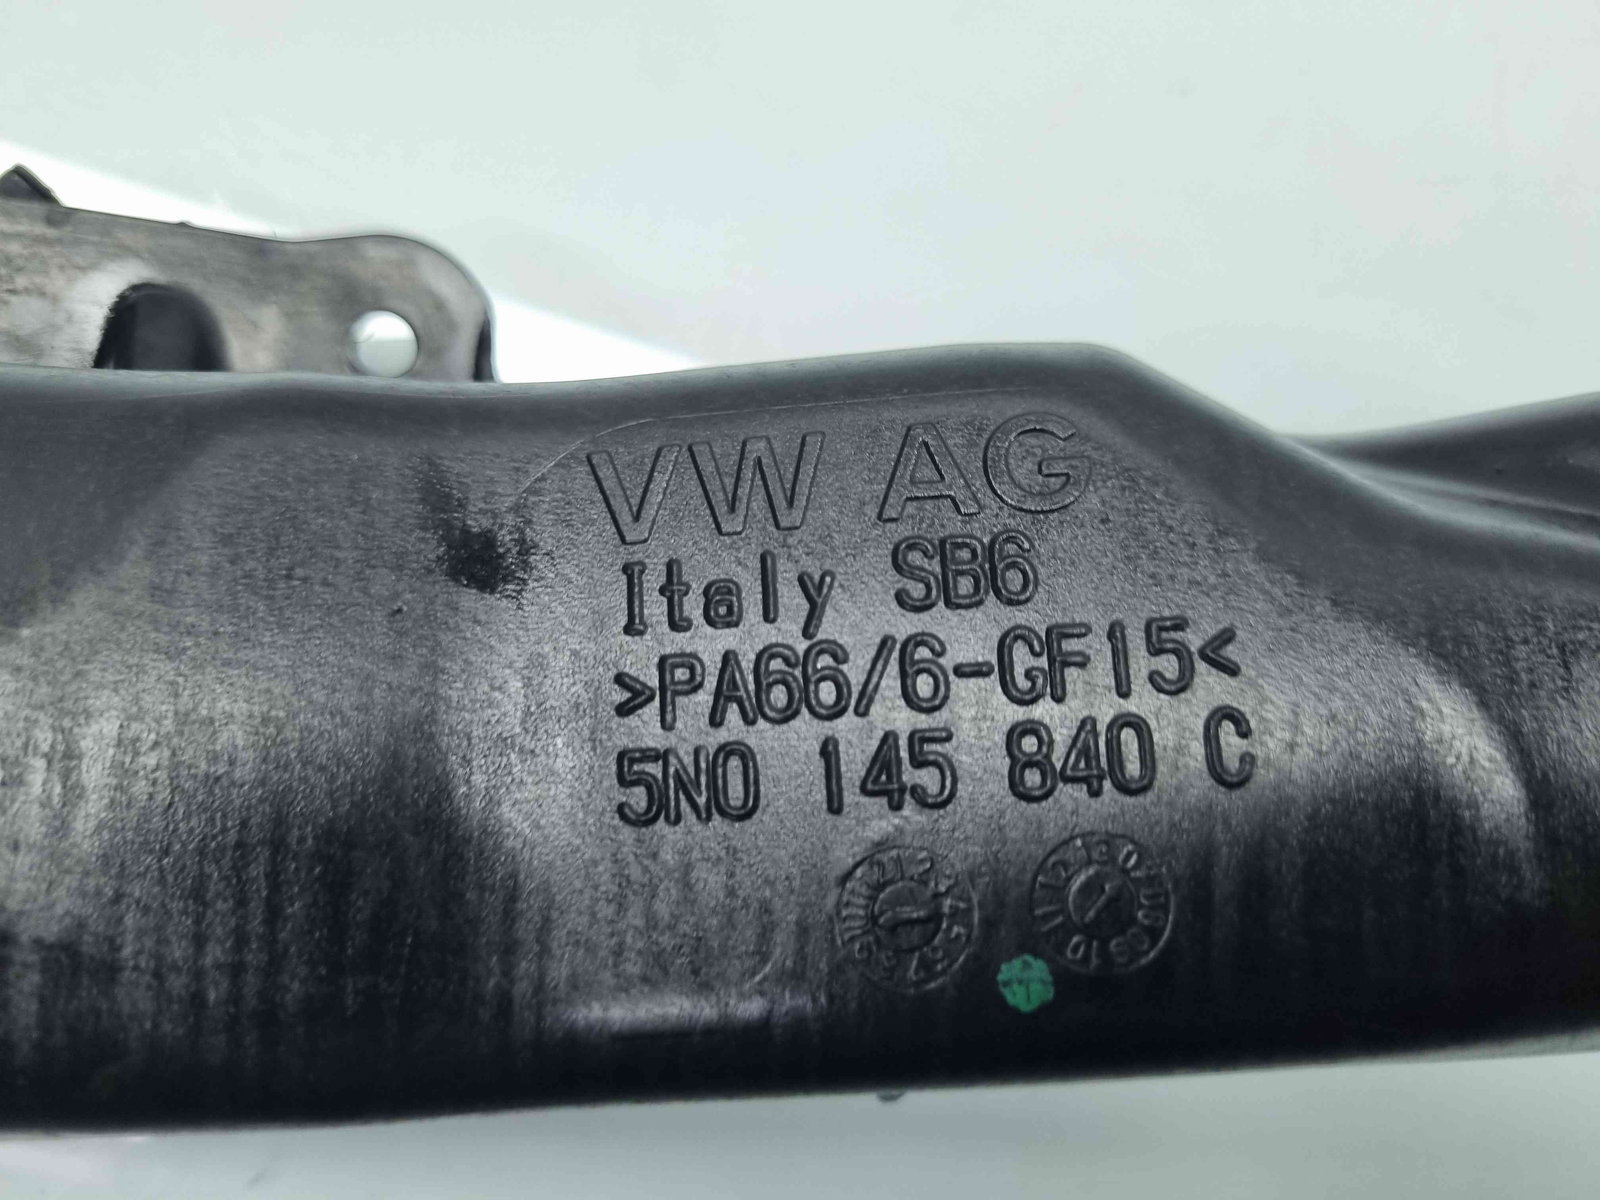 VW AG
Italy SB6
>PA66/6-GF15<
5N0 145 840 C